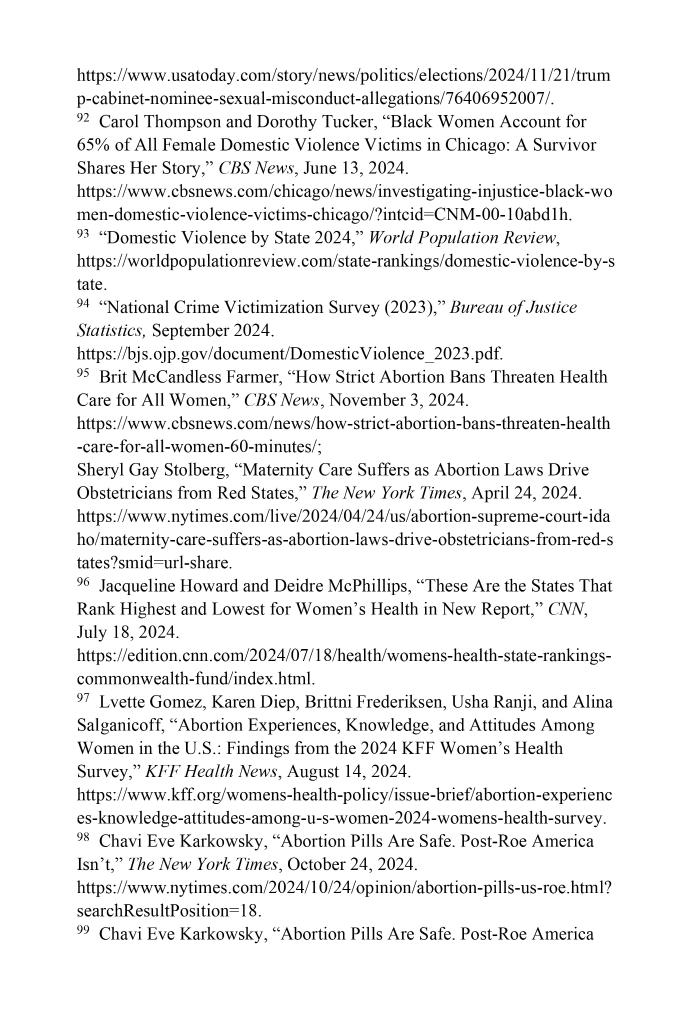 https://www.usatoday.com/story/news/politics/elections/2024/11/21/trum
p-cabinet-nominee-sexual-misconduct-allegations/76406952007/.
92 Carol Thompson and Dorothy Tucker, “Black Women Account for
65% of All Female Domestic Violence Victims in Chicago: A Survivor
Shares Her Story,” CBS News, June 13, 2024.
https://www.cbsnews.com/chicago/news/investigating-injustice-black-wo
men-domestic-violence-victims-chicago/?intcid=CNM-00-10abd1h.
93 “Domestic Violence by State 2024,” World Population Review,
https://worldpopulationreview.com/state-rankings/domestic-violence-by-s
tate.
94 “National Crime Victimization Survey (2023),” Bureau of Justice
Statistics, September 2024.
https://bjs.ojp.gov/document/DomesticViolence_2023.pdf.
95 Brit McCandless Farmer, “How Strict Abortion Bans Threaten Health
Care for All Women,” CBS News, November 3, 2024.
https://www.cbsnews.com/news/how-strict-abortion-bans-threaten-health
-care-for-all-women-60-minutes/;
Sheryl Gay Stolberg, “Maternity Care Suffers as Abortion Laws Drive
Obstetricians from Red States,” The New York Times, April 24, 2024.
https://www.nytimes.com/live/2024/04/24/us/abortion-supreme-court-ida
ho/maternity-care-suffers-as-abortion-laws-drive-obstetricians-from-red-s
tates?smid=url-share.
96 Jacqueline Howard and Deidre McPhillips, “These Are the States That
Rank Highest and Lowest for Women’s Health in New Report,” CNN,
July 18, 2024.
https://edition.cnn.com/2024/07/18/health/womens-health-state-rankings-
commonwealth-fund/index.html.
97 Lvette Gomez, Karen Diep, Brittni Frederiksen, Usha Ranji, and Alina
Salganicoff, “Abortion Experiences, Knowledge, and Attitudes Among
Women in the U.S.: Findings from the 2024 KFF Women’s Health
Survey,” KFF Health News, August 14, 2024.
https://www.kff.org/womens-health-policy/issue-brief/abortion-experienc
es-knowledge-attitudes-among-u-s-women-2024-womens-health-survey.
98 Chavi Eve Karkowsky, “Abortion Pills Are Safe. Post-Roe America
Isn’t,” The New York Times, October 24, 2024.
https://www.nytimes.com/2024/10/24/opinion/abortion-pills-us-roe.html?
searchResultPosition=18.
99 Chavi Eve Karkowsky, “Abortion Pills Are Safe. Post-Roe America